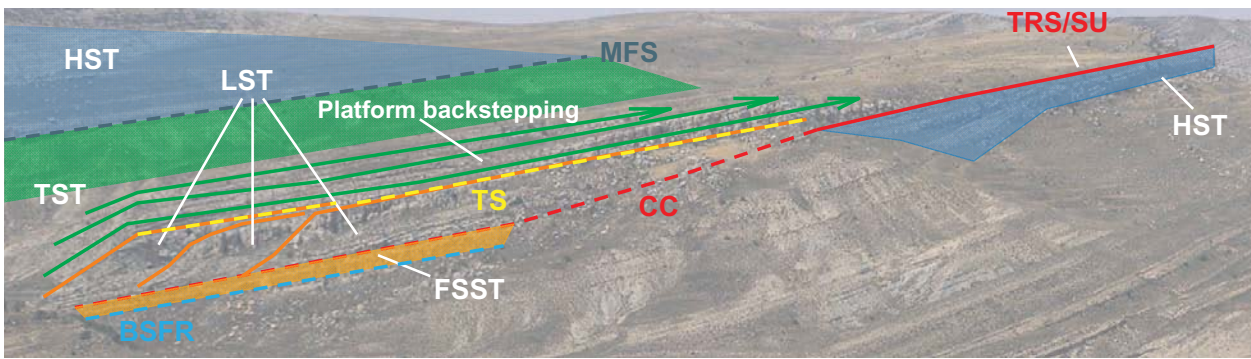 TRS/SU
HST
MFS
LST
Platform backstepping
HST
TST
TS
CC
FSST
BSFR